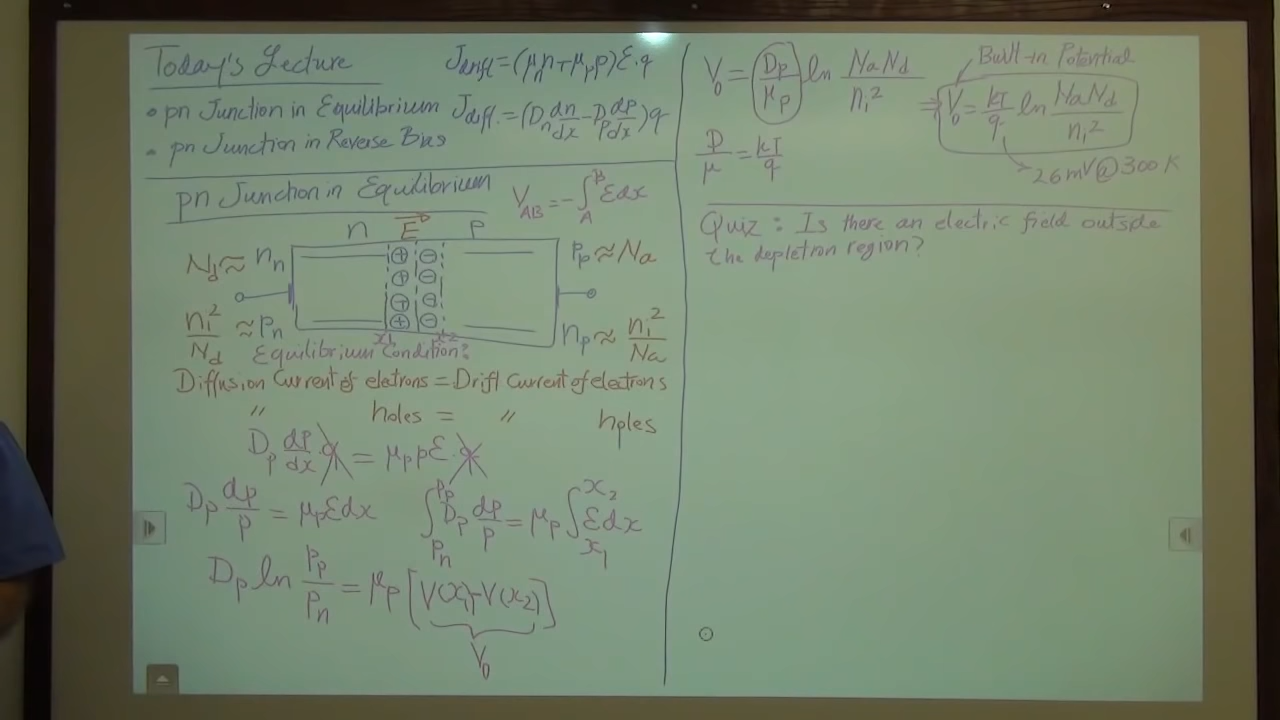 Today's Lecture
J_drift = (μ_n n + μ_p p) ε.q
• pn Junction in Equilibrium
J_diff. = (D_n dn/dx - D_p dp/dx) q
• pn Junction in Reverse Bias
pn Junction in Equilibrium
V_AB = -∫_A^B ε dx
n E → p
N_d ≈ n_n
p_p ≈ N_a
⊕ ⊖
⊕ ⊖
⊕ ⊖
⊕ ⊖
n_i²/N_d ≈ p_n
n_p ≈ n_i²/N_a
x1 x2
Equilibrium Condition?
Diffusion Current of eletrons = Drift Current of electrons
" holes = " holes
D_p dp/dx . q = μ_p p ε . q
D_p dp/p = μ_p ε dx
∫_{P_n}^{P_p} D_p dp/p = μ_p ∫_{x_1}^{x_2} ε dx
D_p ln P_p/P_n = μ_p [V(x_1) - V(x_2)]
V_0
V_0 = D_p/μ_p ln N_a N_d/n_i²
Built-in Potential
⇒ V_0 = kT/q ln N_a N_d/n_i²
D/μ = kT/q
26 mV @ 300 K
Quiz : Is there an electric field outside
the depletion region?